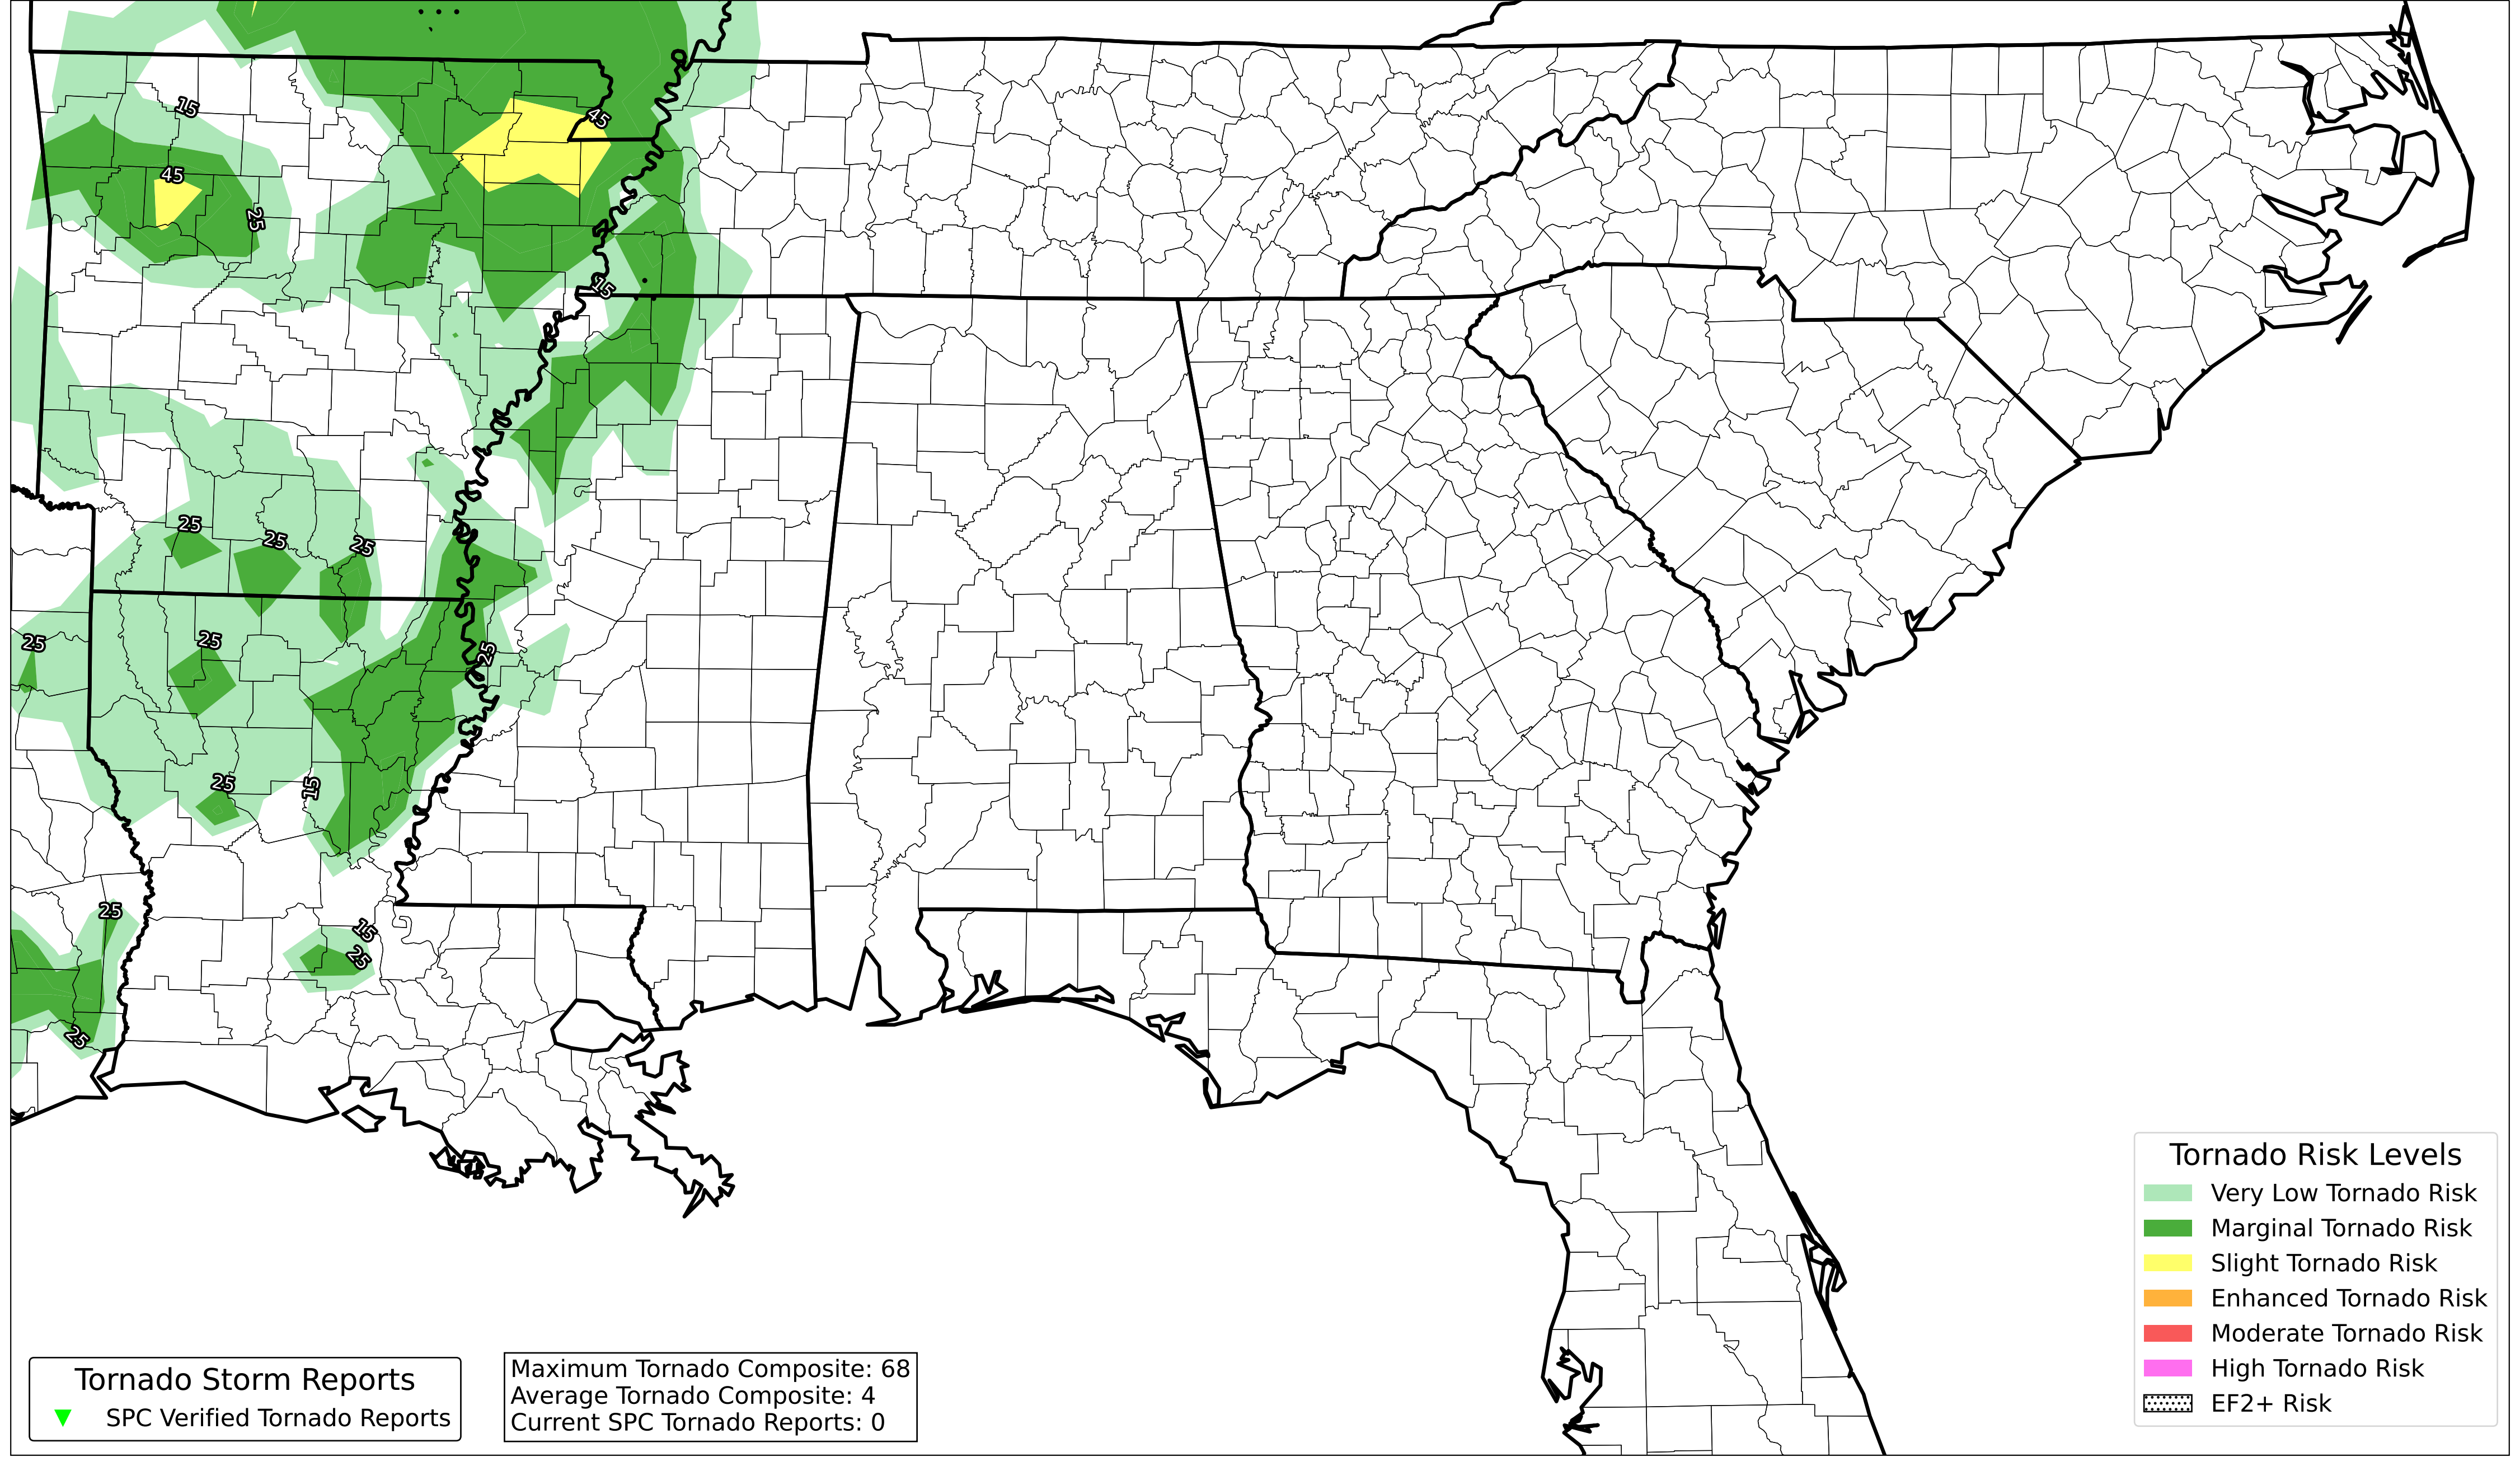 15
45
45
25
15
25
25
25
25
25
25
25
15
25
15
25
25
Tornado Risk Levels
Very Low Tornado Risk
Marginal Tornado Risk
Slight Tornado Risk
Enhanced Tornado Risk
Moderate Tornado Risk
High Tornado Risk
EF2+ Risk
Tornado Storm Reports
SPC Verified Tornado Reports
Maximum Tornado Composite: 68
Average Tornado Composite: 4
Current SPC Tornado Reports: 0